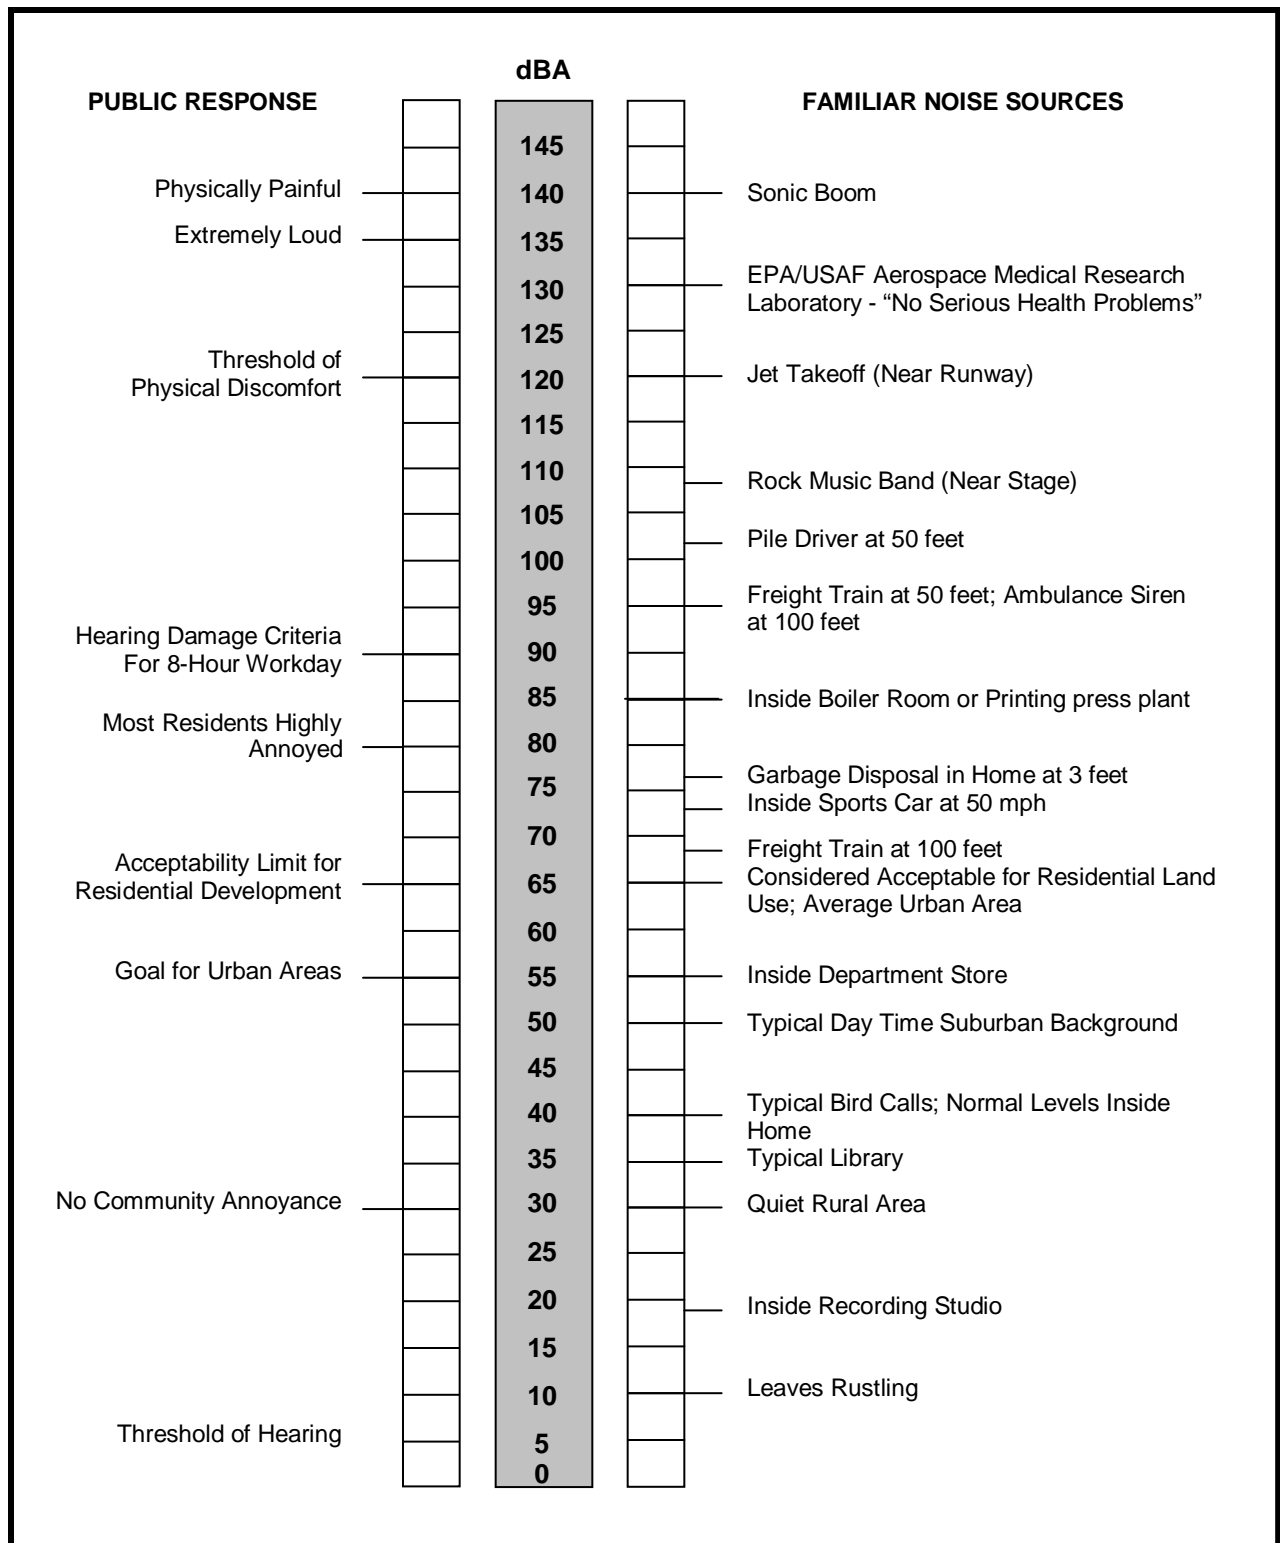 dBA
PUBLIC RESPONSE
FAMILIAR NOISE SOURCES
145
Physically Painful
140
Sonic Boom
Extremely Loud
135
130
EPA/USAF Aerospace Medical Research
Laboratory - “No Serious Health Problems”
125
Threshold of
Physical Discomfort
120
Jet Takeoff (Near Runway)
115
110
Rock Music Band (Near Stage)
105
Pile Driver at 50 feet
100
95
Freight Train at 50 feet; Ambulance Siren
at 100 feet
Hearing Damage Criteria
For 8-Hour Workday
90
85
Inside Boiler Room or Printing press plant
Most Residents Highly
Annoyed
80
Garbage Disposal in Home at 3 feet
75
Inside Sports Car at 50 mph
70
Freight Train at 100 feet
Acceptability Limit for
Residential Development
65
Considered Acceptable for Residential Land
Use; Average Urban Area
60
Goal for Urban Areas
55
Inside Department Store
50
Typical Day Time Suburban Background
45
40
Typical Bird Calls; Normal Levels Inside
Home
35
Typical Library
No Community Annoyance
30
Quiet Rural Area
25
20
Inside Recording Studio
15
10
Leaves Rustling
Threshold of Hearing
5
0